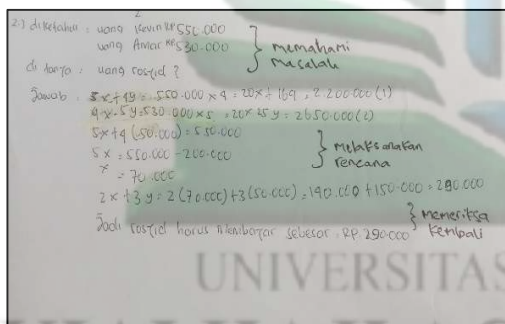 2.) diketahui : uang Kevin RP 550.000
uang Amar RP 530.000
memahami masalah
di tanya : uang rosyid ?
Jawab : 5x + 4y = 550.000 x 4 = 20x + 16y = 2.200.000 (1)
4x + 5y = 530.000 x 5 = 20x + 25y = 2650.000 (2)
5x + 4 (50.000) = 550.000
5x = 550.000 - 200.000
x = 70.000
melaksanakan rencana
2x + 3y = 2 (70.000) + 3 (50.000) = 140.000 + 150.000 = 290.000
Jadi rosyid harus membayar sebesar RP. 290.000
memeriksa kembali
UNIVERSITAS